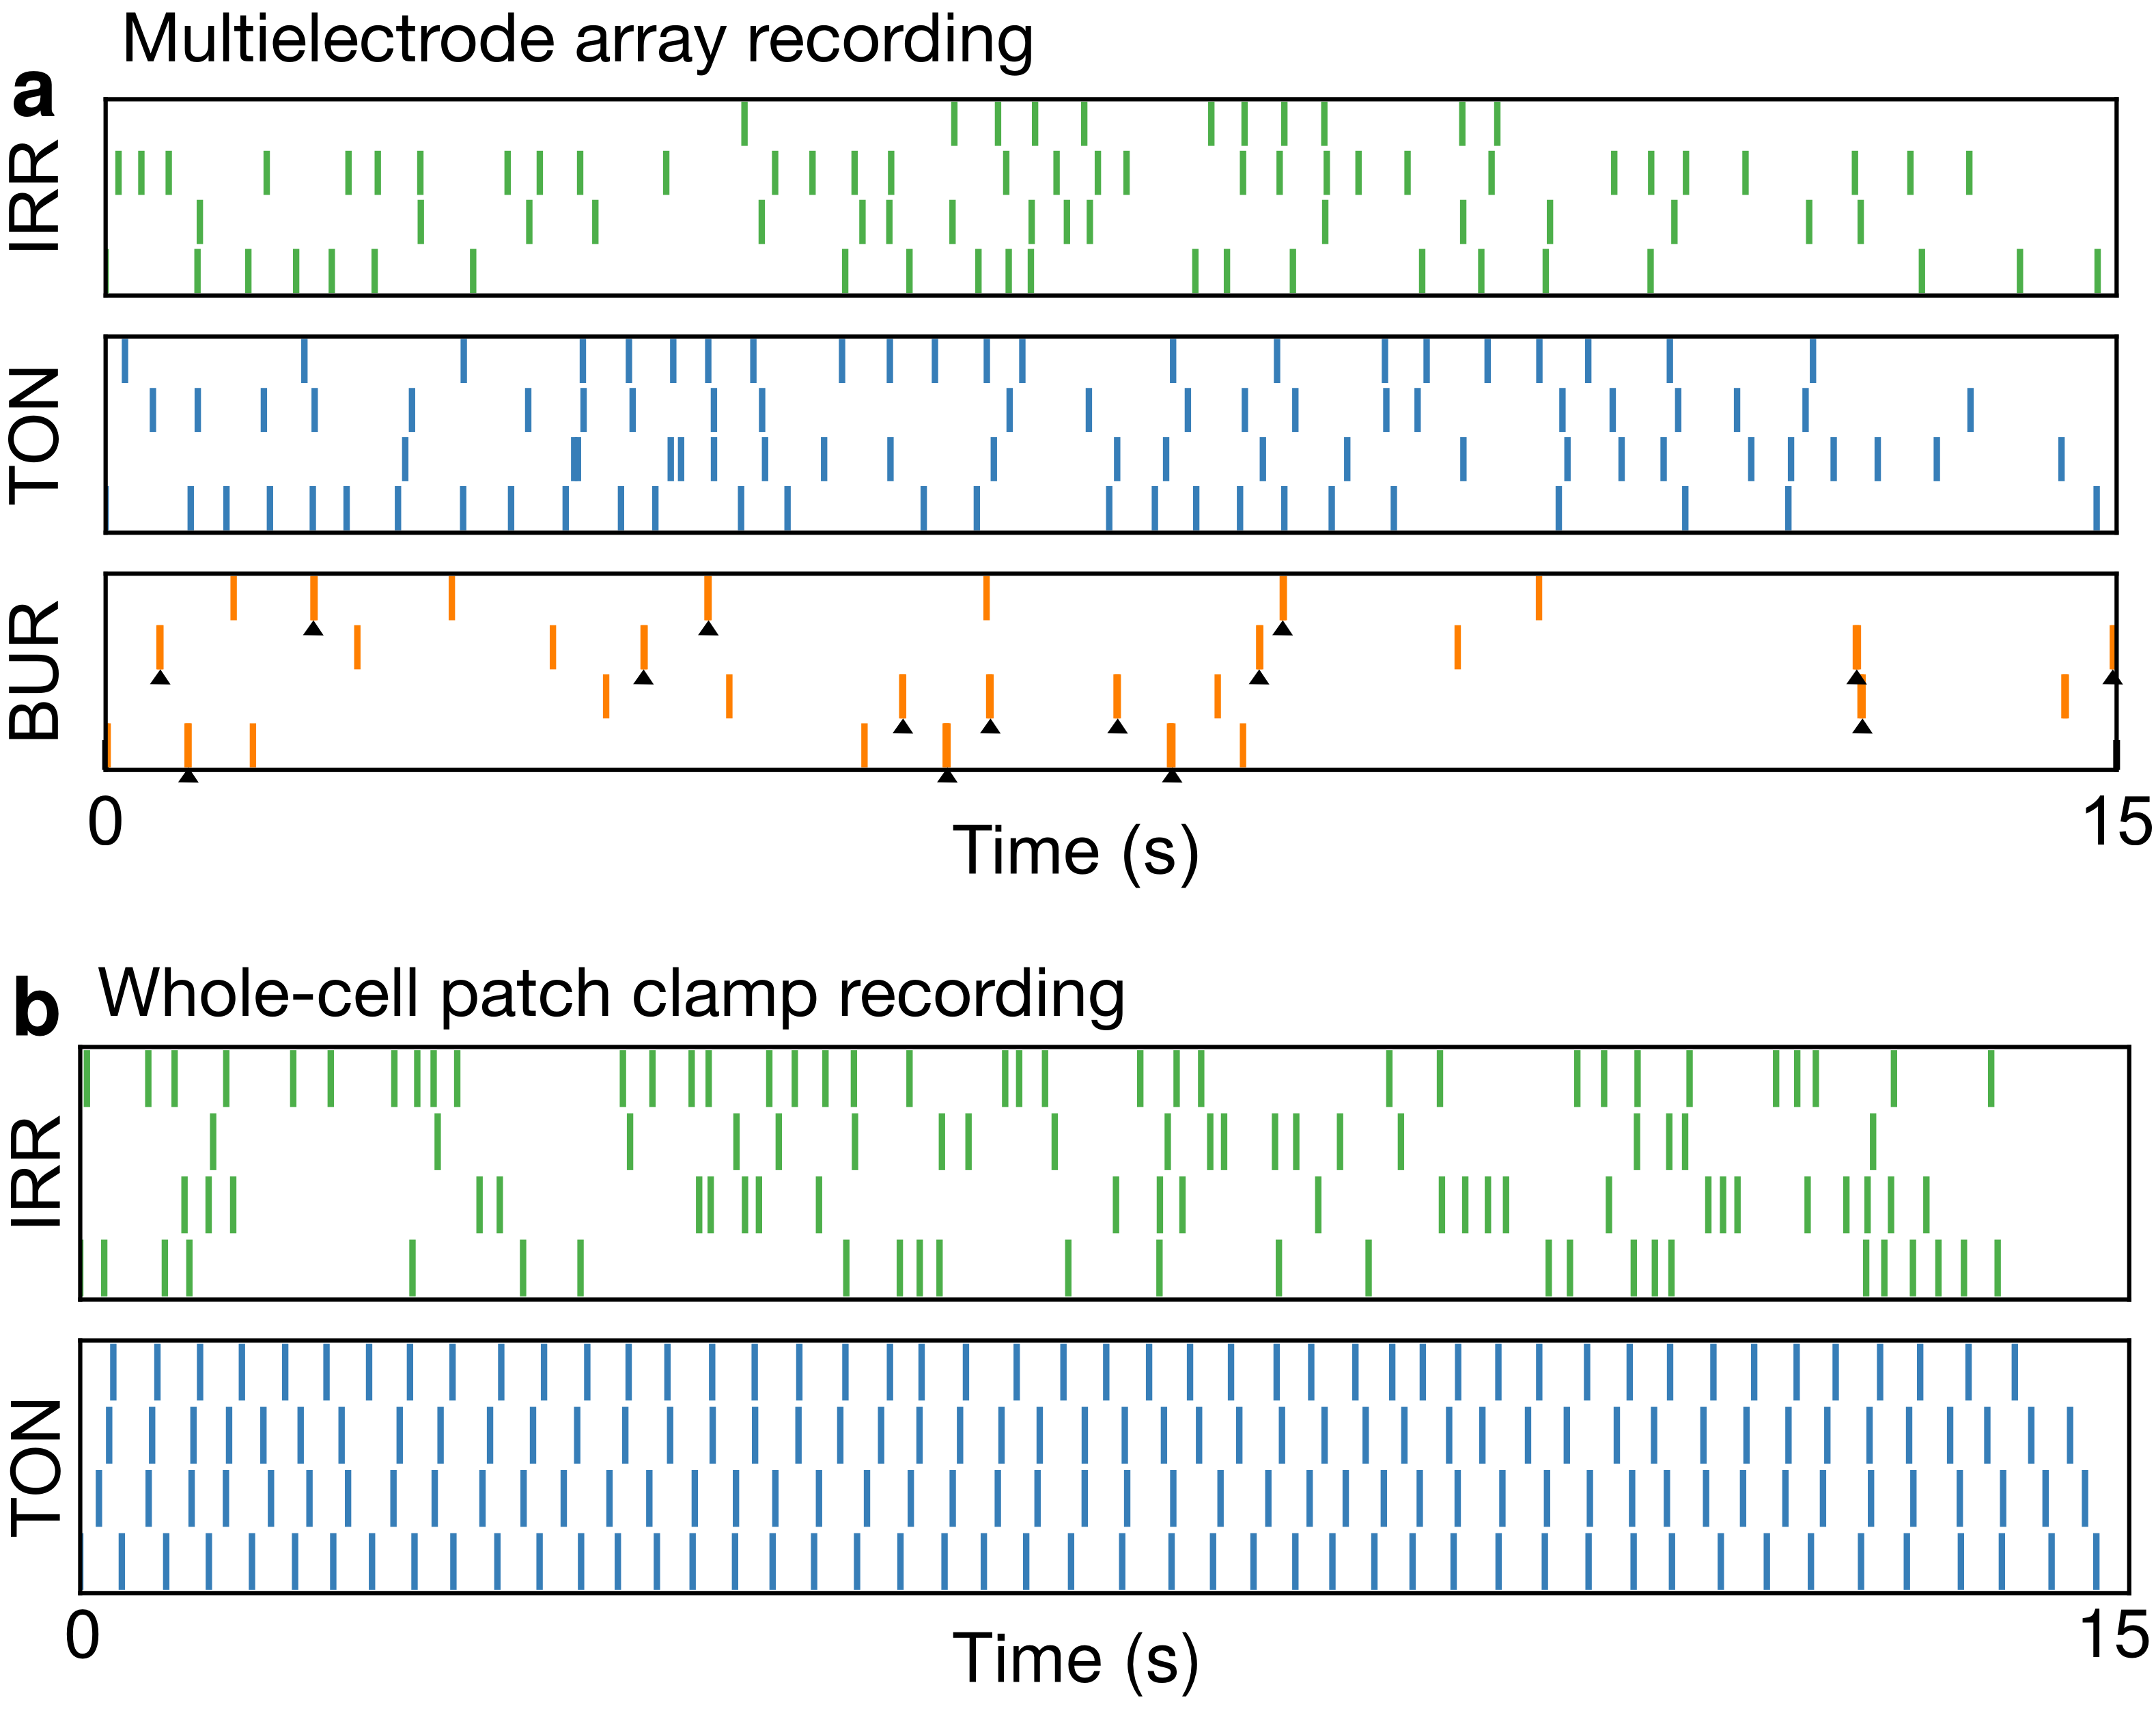 Multielectrode array recording
a
IRR
TON
BUR
0
15
Time (s)
b
Whole-cell patch clamp recording
IRR
TON
0
15
Time (s)